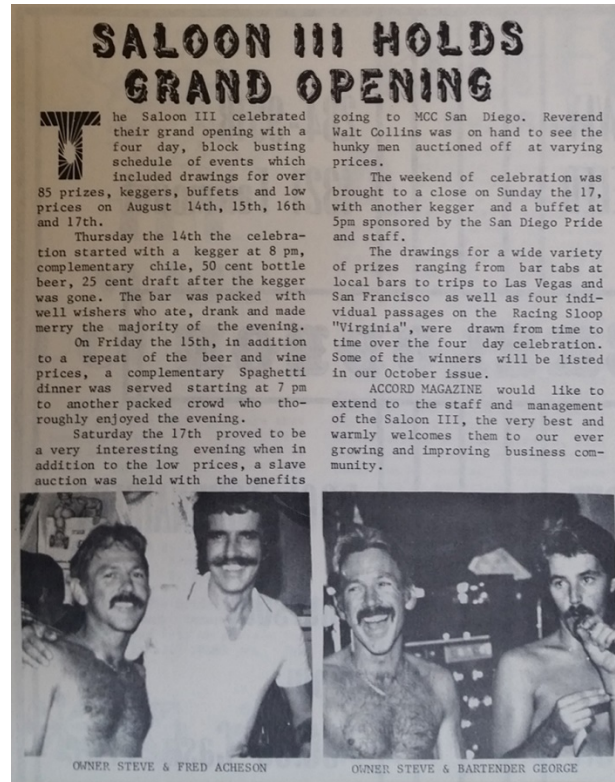 SALOON III HOLDS
GRAND OPENING
The Saloon III celebrated
their grand opening with a
four day, block busting
schedule of events which
included drawings for over
85 prizes, keggers, buffets and low
prices on August 14th, 15th, 16th
and 17th.
Thursday the 14th the celebra-
tion started with a kegger at 8 pm,
complementary chile, 50 cent bottle
beer, 25 cent draft after the kegger
was gone. The bar was packed with
well wishers who ate, drank and made
merry the majority of the evening.
On Friday the 15th, in addition
to a repeat of the beer and wine
prices, a complementary Spaghetti
dinner was served starting at 7 pm
to another packed crowd who tho-
roughly enjoyed the evening.
Saturday the 17th proved to be
a very interesting evening when in
addition to the low prices, a slave
auction was held with the benefits
going to MCC San Diego. Reverend
Walt Collins was on hand to see the
hunky men auctioned off at varying
prices.
The weekend of celebration was
brought to a close on Sunday the 17,
with another kegger and a buffet at
5pm sponsored by the San Diego Pride
and staff.
The drawings for a wide variety
of prizes ranging from bar tabs at
local bars to trips to Las Vegas and
San Francisco as well as four indi-
vidual passages on the Racing Sloop
"Virginia", were drawn from time to
time over the four day celebration.
Some of the winners will be listed
in our October issue.
ACCORD MAGAZINE would like to
extend to the staff and management
of the Saloon III, the very best and
warmly welcomes them to our ever
growing and improving business com-
munity.
OWNER STEVE & FRED ACHESON
OWNER STEVE & BARTENDER GEORGE